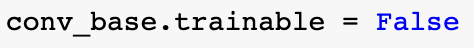 conv_base.trainable = False